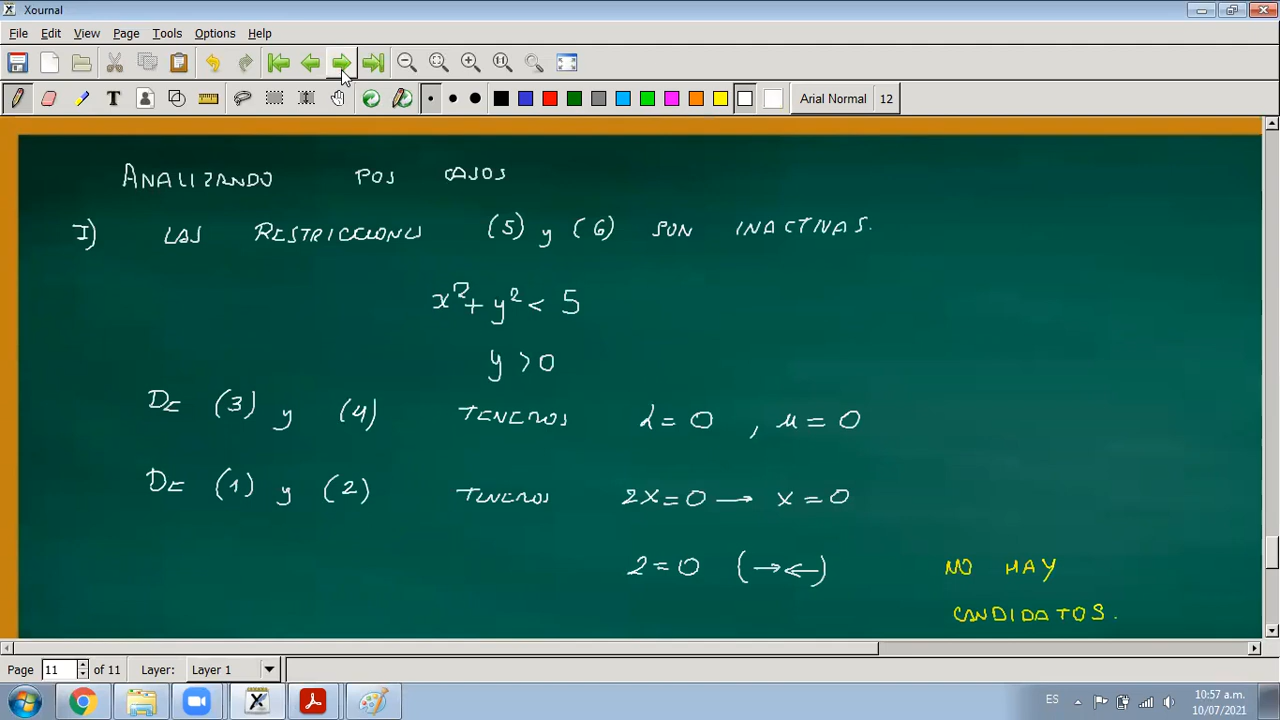 Xournal
File Edit View Page Tools Options Help
Arial Normal 12
ANALIZANDO POS CASOS
I) LAS RESTRICCIONES (5) y (6) SON INACTIVAS.
x²+ y² < 5
y > 0
DE (3) y (4) TENEMOS λ = 0 , μ = 0
DE (1) y (2) TENEMOS 2x = 0 → x = 0
2 = 0 (→←)
NO HAY
CANDIDATOS.
Page 11 of 11 Layer: Layer 1
ES 10:57 a.m.
10/07/2021